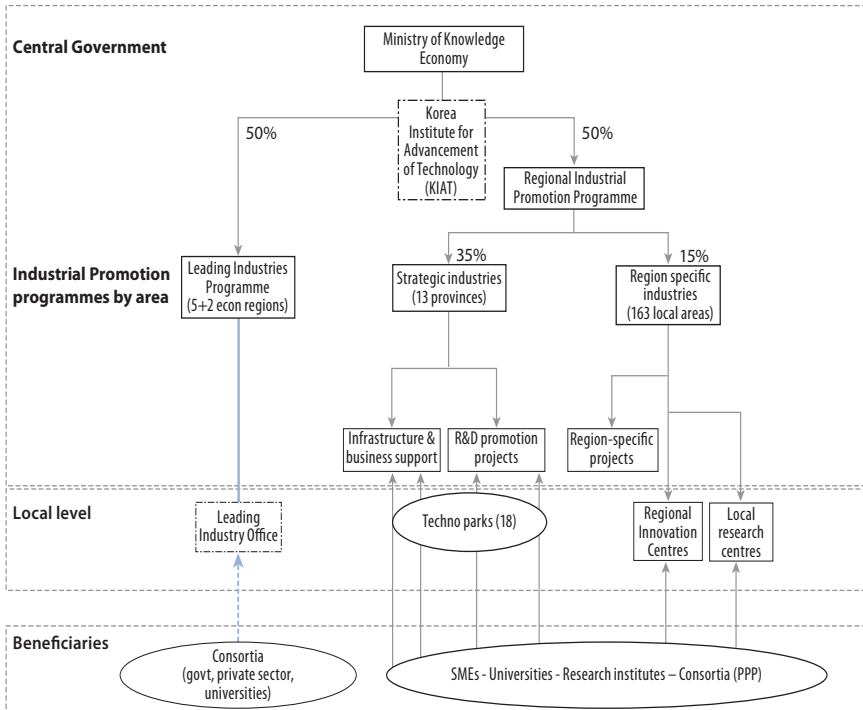 Central Government
Ministry of Knowledge
Economy
Korea
Institute for
Advancement
of Technology
(KIAT)
50%
50%
Regional Industrial
Promotion Programme
Industrial Promotion
programmes by area
Leading Industries
Programme
(5+2 econ regions)
35%
Strategic industries
(13 provinces)
15%
Region specific
industries
(163 local areas)
Infrastructure &
business support
R&D promotion
projects
Region-specific
projects
Local level
Leading
Industry Office
Techno parks (18)
Regional
Innovation
Centres
Local
research
centres
Beneficiaries
Consortia
(govt, private sector,
universities)
SMEs - Universities - Research institutes – Consortia (PPP)